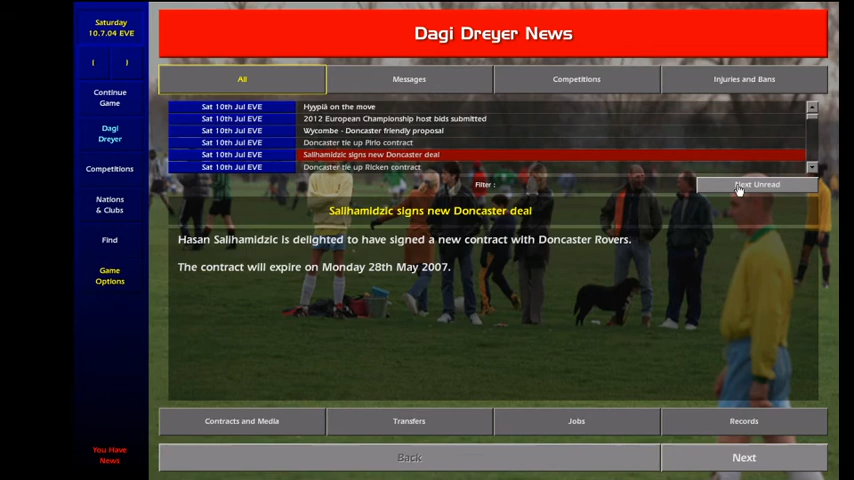 Saturday
10.7.04 EVE
Dagi Dreyer News
All
Messages
Competitions
Injuries and Bans
Continue
Game
Dagi
Dreyer
Competitions
Nations
& Clubs
Find
Game
Options
You Have
News
Sat 10th Jul EVE Hyypiä on the move
Sat 10th Jul EVE 2012 European Championship host bids submitted
Sat 10th Jul EVE Wycombe - Doncaster friendly proposal
Sat 10th Jul EVE Doncaster tie up Pirlo contract
Sat 10th Jul EVE Salihamidzic signs new Doncaster deal
Sat 10th Jul EVE Doncaster tie up Ricken contract
Filter :
Next Unread
Salihamidzic signs new Doncaster deal
Hasan Salihamidzic is delighted to have signed a new contract with Doncaster Rovers.
The contract will expire on Monday 28th May 2007.
Contracts and Media
Transfers
Jobs
Records
Back
Next